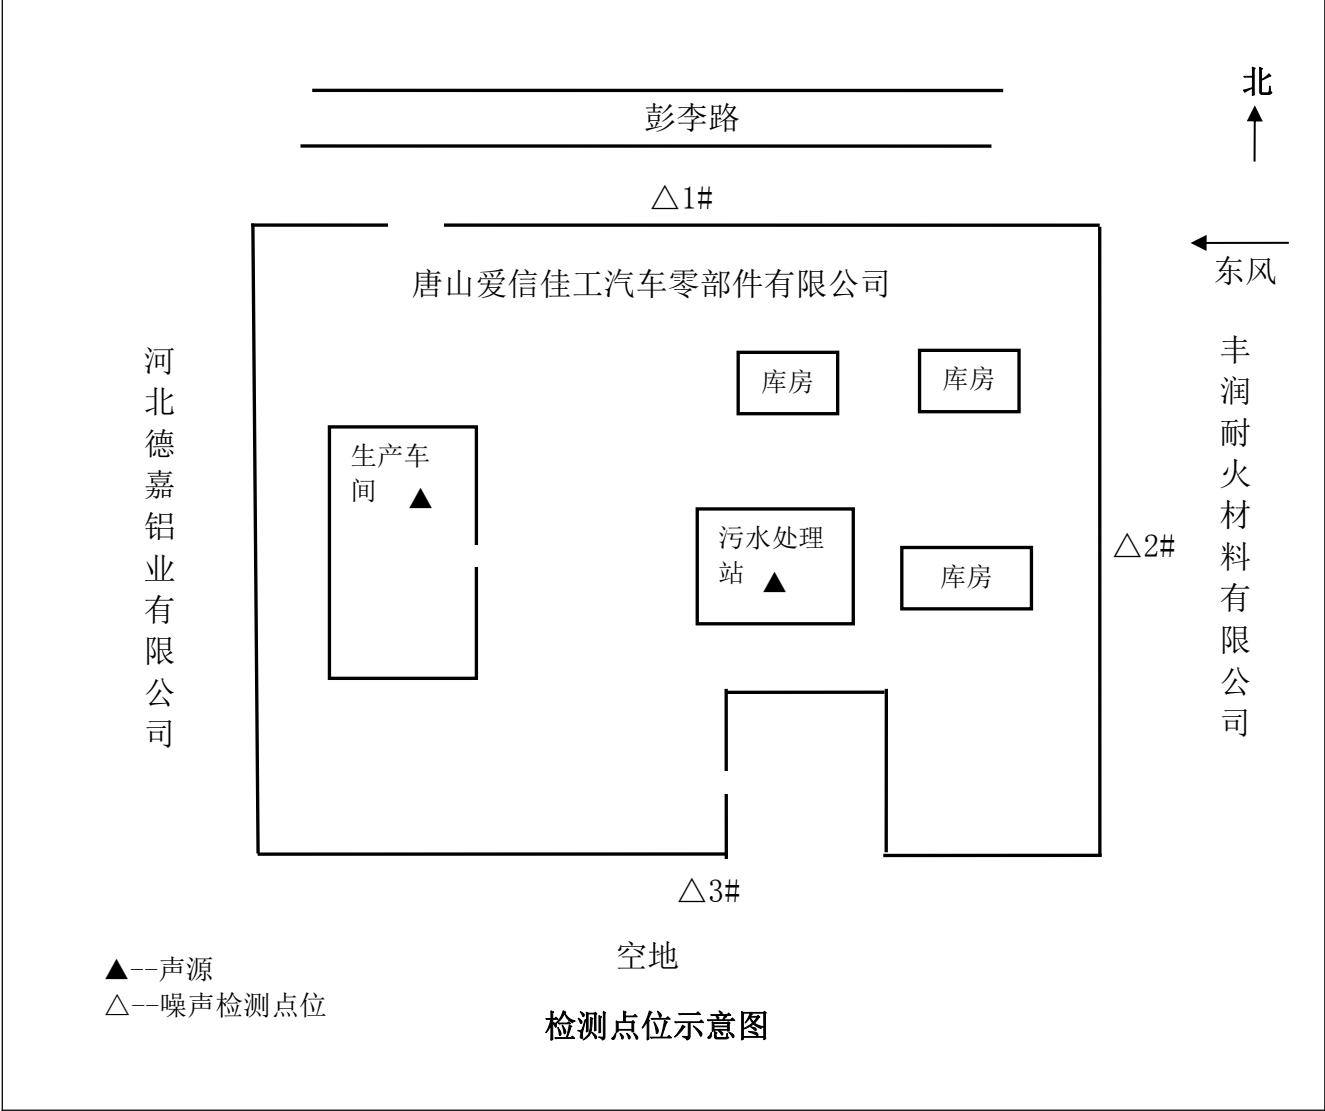 北
彭李路
△1#
东风
唐山爱信佳工汽车零部件有限公司
河北德嘉铝业有限公司
丰润耐火材料有限公司
库房
库房
生产车
间 ▲
污水处理
站 ▲
库房
△2#
△3#
空地
▲--声源
△--噪声检测点位
检测点位示意图